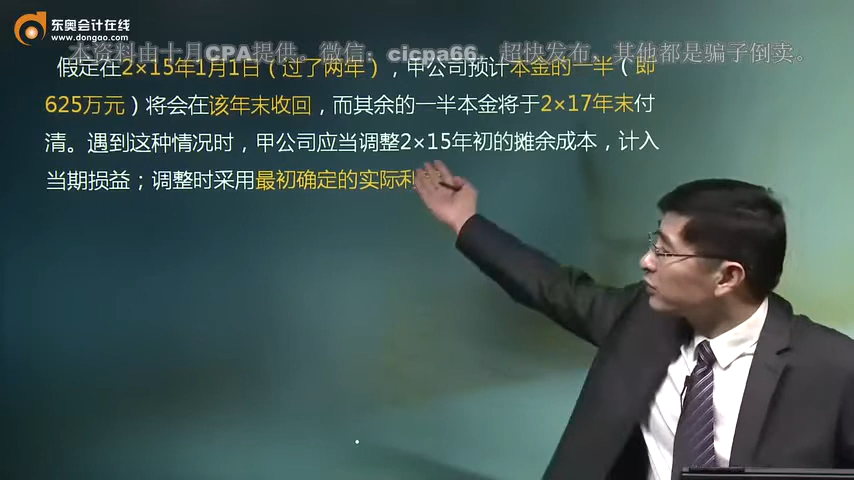 东奥会计在线
www.dongao.com
本资料由十月CPA提供。微信：cicpa66，超快发布，其他都是骗子倒卖。
假定在2×15年1月1日（过了两年），甲公司预计本金的一半（即
625万元）将会在该年末收回，而其余的一半本金将于2×17年末付
清。遇到这种情况时，甲公司应当调整2×15年初的摊余成本，计入
当期损益；调整时采用最初确定的实际利